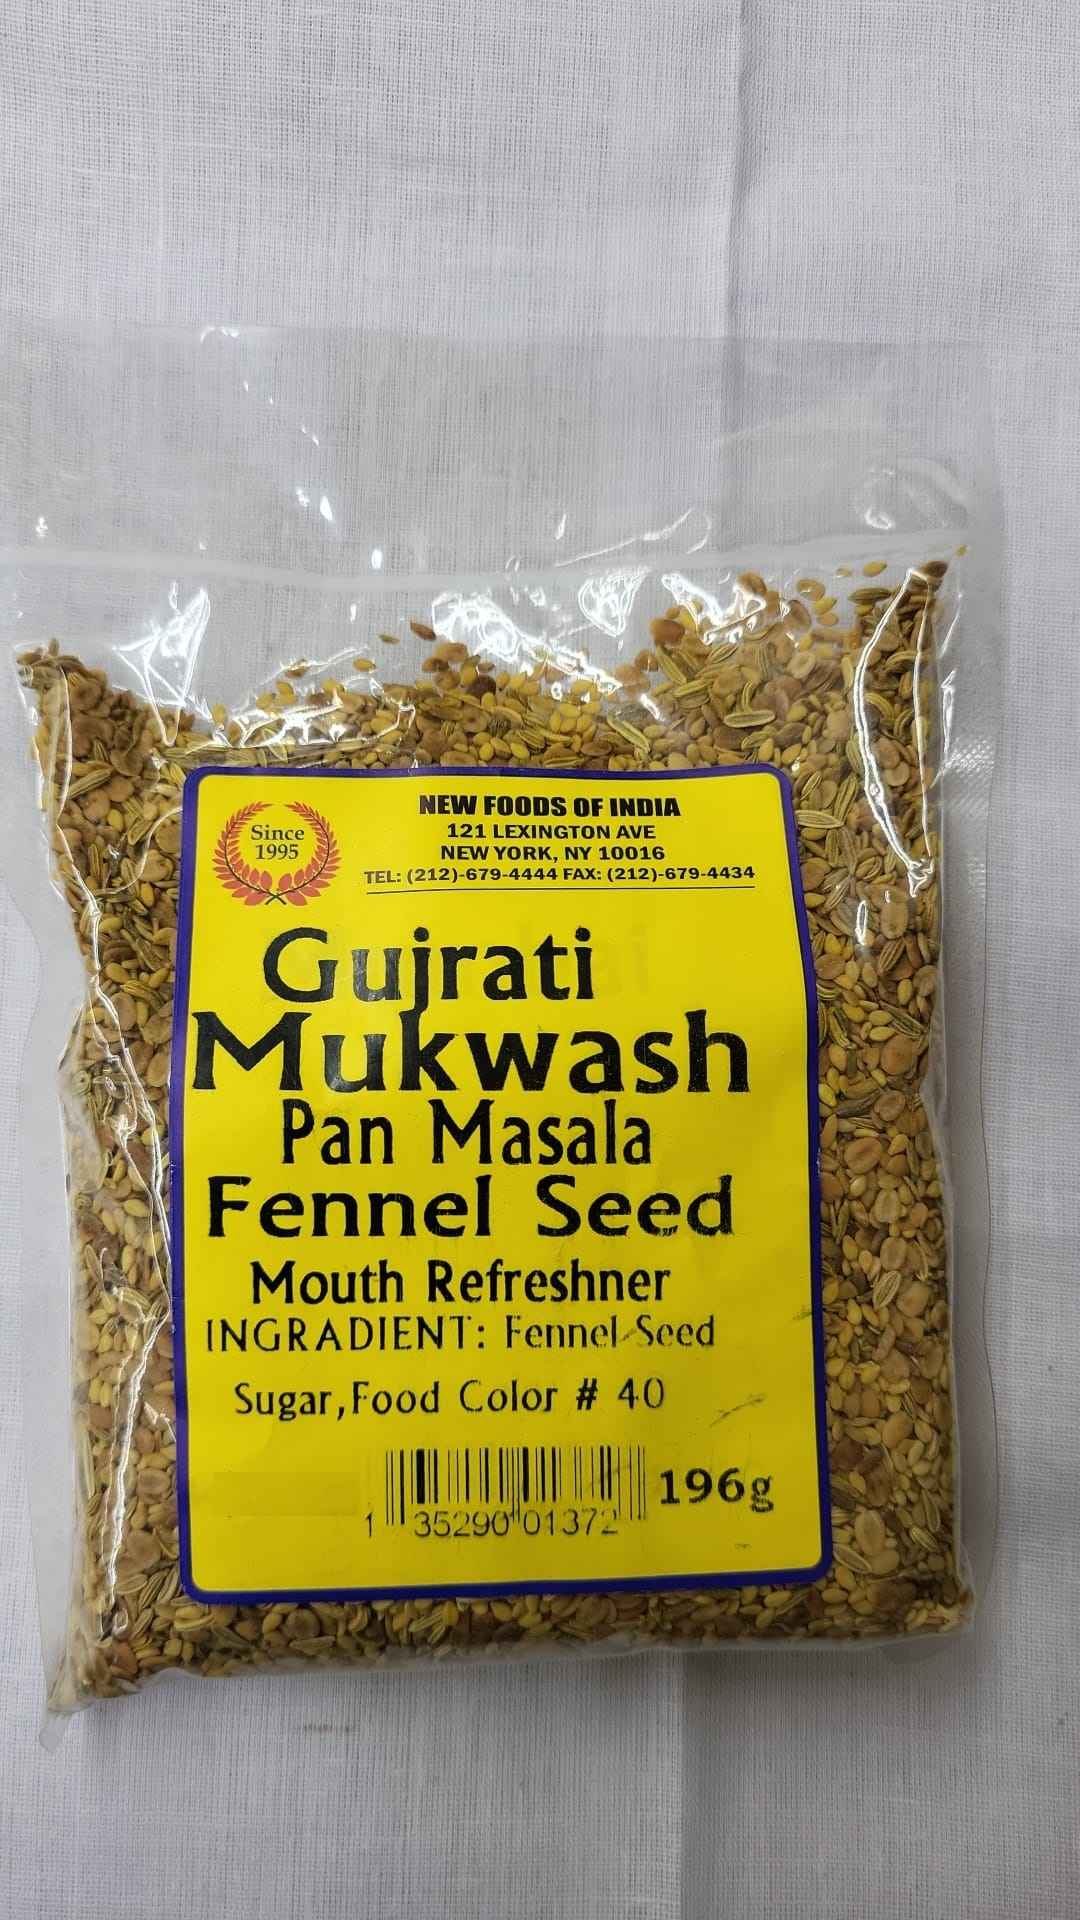 Since
1995
NEW FOODS OF INDIA
121 LEXINGTON AVE
NEW YORK, NY 10016
TEL: (212)-679-4444 FAX: (212)-679-4434
Gujrati
Mukwash
Pan Masala
Fennel Seed
Mouth Refreshner
INGRADIENT: Fennel Seed
Sugar,Food Color # 40
196g
1 35290 01372